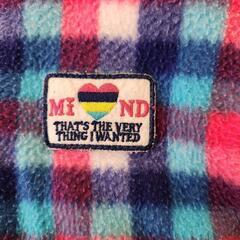 Mi ND
THAT'S THE VERY
THING I WANTED